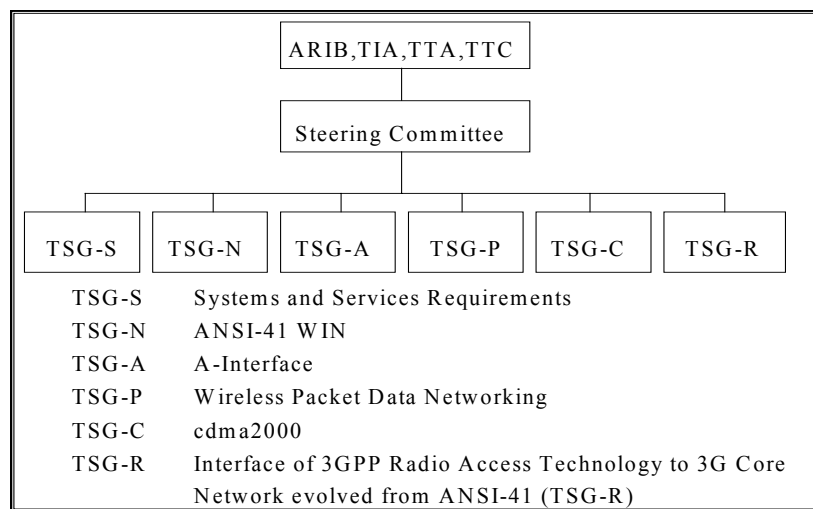 ARIB,TIA,TTA,TTC
Steering Committee
TSG-S TSG-N TSG-A TSG-P TSG-C TSG-R
TSG-S Systems and Services Requirements
TSG-N ANSI-41 WIN
TSG-A A-Interface
TSG-P Wireless Packet Data Networking
TSG-C cdma2000
TSG-R Interface of 3GPP Radio Access Technology to 3G Core
Network evolved from ANSI-41 (TSG-R)